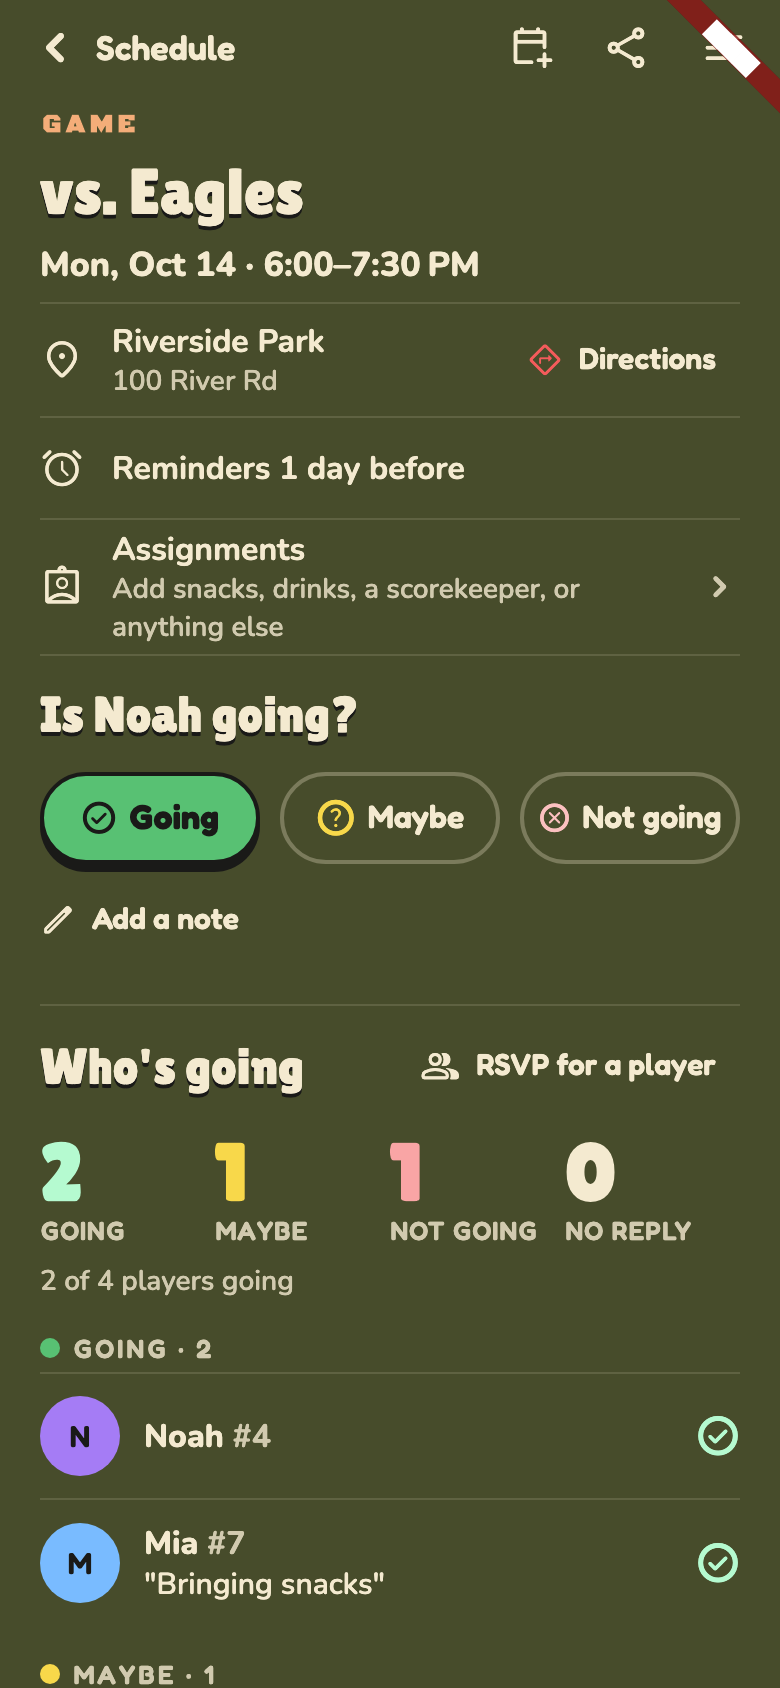 Schedule
GAME
vs. Eagles
Mon, Oct 14 · 6:00–7:30 PM
Riverside Park
100 River Rd
Directions
Reminders 1 day before
Assignments
Add snacks, drinks, a scorekeeper, or
anything else
Is Noah going?
Going
Maybe
Not going
Add a note
Who's going
RSVP for a player
2
1
1
0
GOING
MAYBE
NOT GOING
NO REPLY
2 of 4 players going
GOING · 2
N
Noah #4
M
Mia #7
"Bringing snacks"
MAYBE · 1